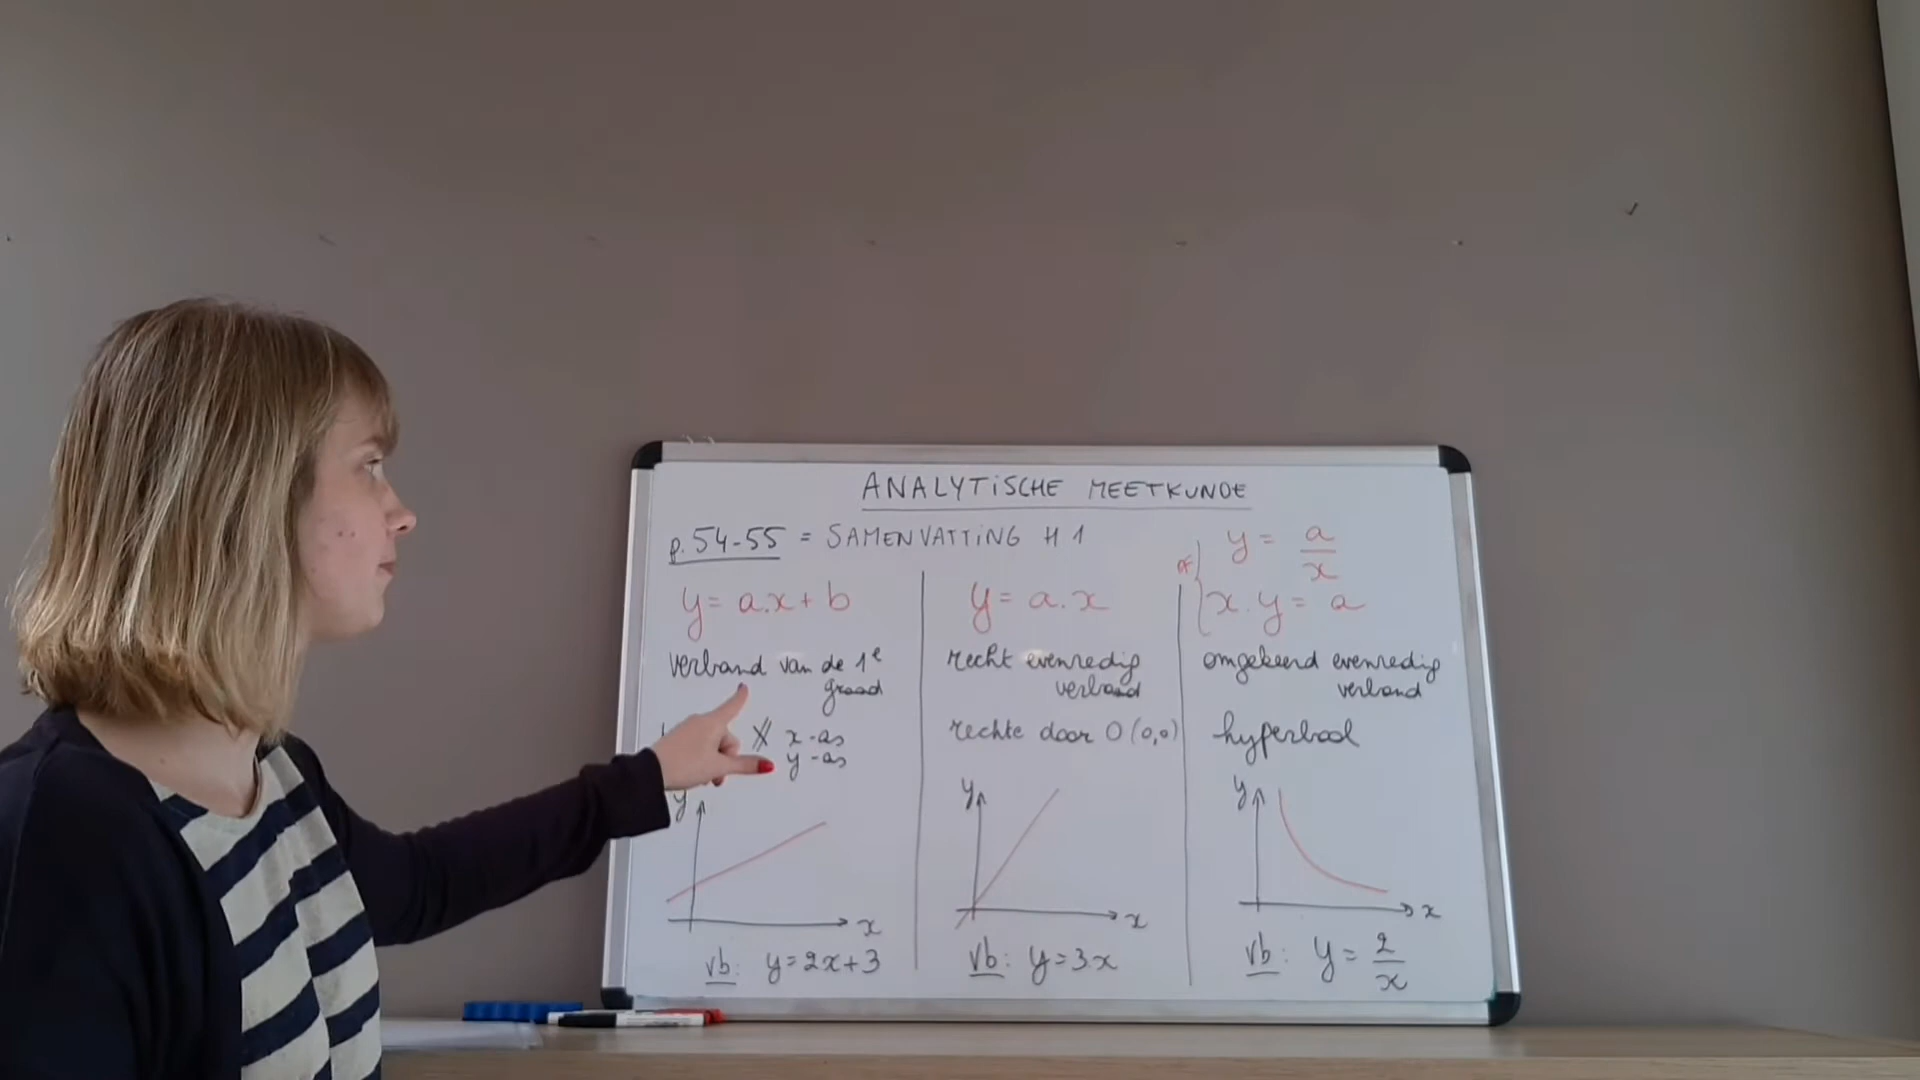 ANALYTISCHE MEETKUNDE
p. 54-55 = SAMENVATTING H 1
y = a.x + b
verband van de 1e
graad
∦ x-as
y-as
y
x
vb: y = 2x + 3
y = a.x
recht evenredig
verband
rechte door O (0,0)
y
x
vb: y = 3x
y = a/x
of
x.y = a
omgekeerd evenredig
verband
hyperbool
y
x
vb: y = 2/x